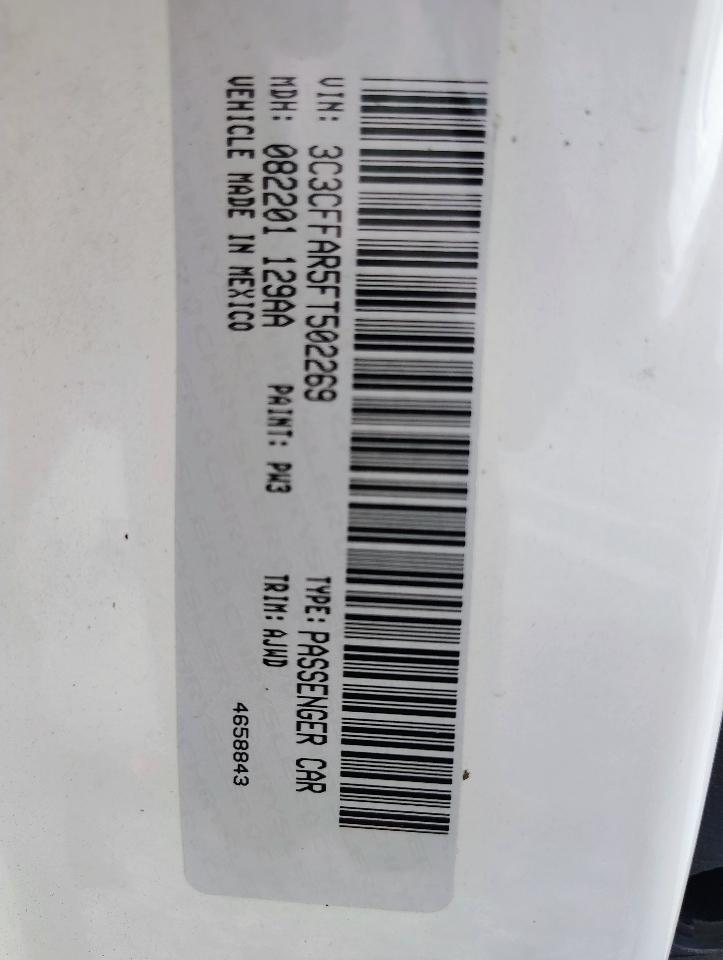 VIN: 3C3CFFAR5FT502269 TYPE: PASSENGER CAR
MDH: 082201 129AA PAINT: PW3 TRIM: AJWD
VEHICLE MADE IN MEXICO 4658843